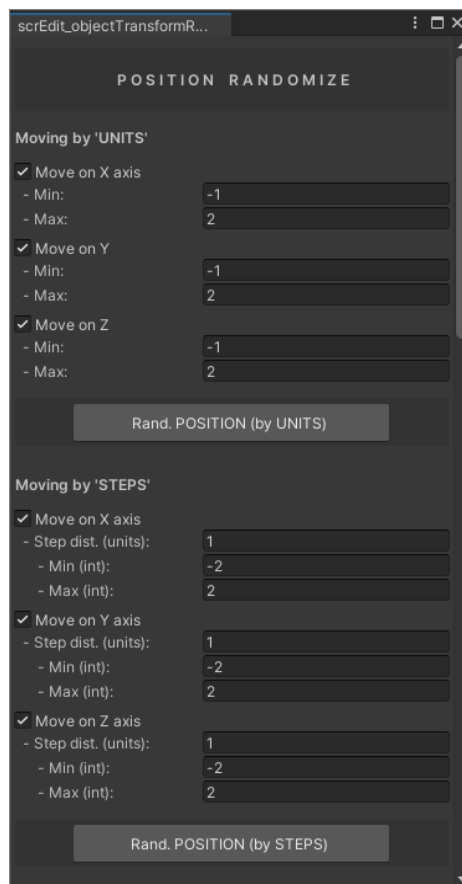 scrEdit_objectTransformR...
POSITION RANDOMIZE
Moving by 'UNITS'
Move on X axis
- Min: -1
- Max: 2
Move on Y
- Min: -1
- Max: 2
Move on Z
- Min: -1
- Max: 2
Rand. POSITION (by UNITS)
Moving by 'STEPS'
Move on X axis
- Step dist. (units): 1
- Min (int): -2
- Max (int): 2
Move on Y axis
- Step dist. (units): 1
- Min (int): -2
- Max (int): 2
Move on Z axis
- Step dist. (units): 1
- Min (int): -2
- Max (int): 2
Rand. POSITION (by STEPS)